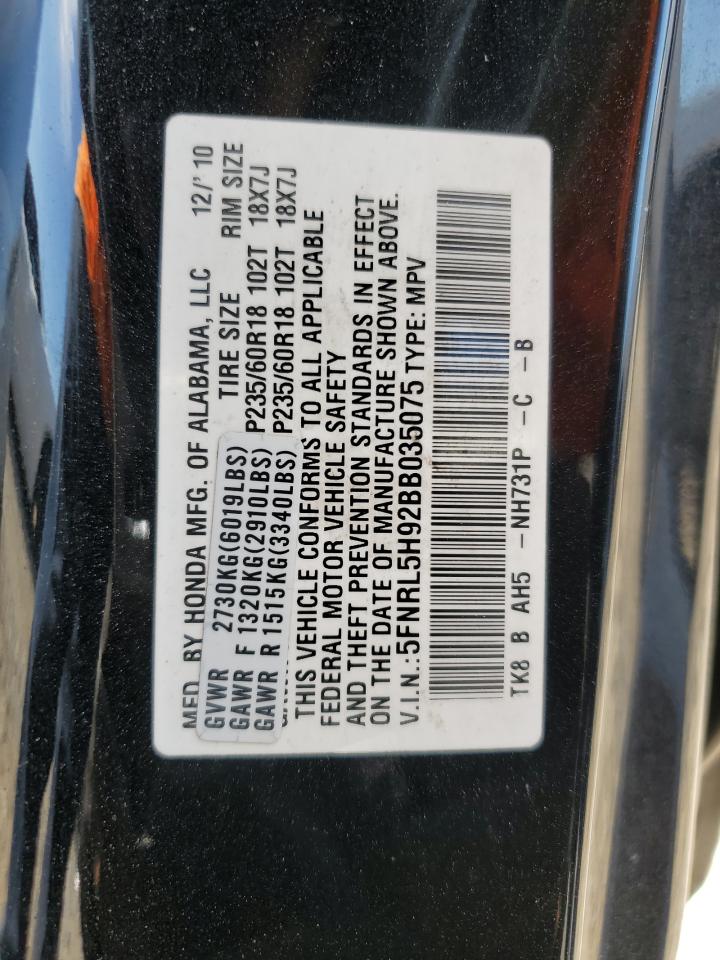 MFD. BY HONDA MFG. OF ALABAMA, LLC 12/'10
TIRE SIZE RIM SIZE
GVWR 2730KG(6019LBS)
GAWR F 1320KG(2910LBS) P235/60R18 102T 18X7J
GAWR R 1515KG(3340LBS) P235/60R18 102T 18X7J
THIS VEHICLE CONFORMS TO ALL APPLICABLE
FEDERAL MOTOR VEHICLE SAFETY
AND THEFT PREVENTION STANDARDS IN EFFECT
ON THE DATE OF MANUFACTURE SHOWN ABOVE.
V.I.N.:5FNRL5H92BB035075 TYPE: MPV
TK8 B AH5 -NH731P -C -B